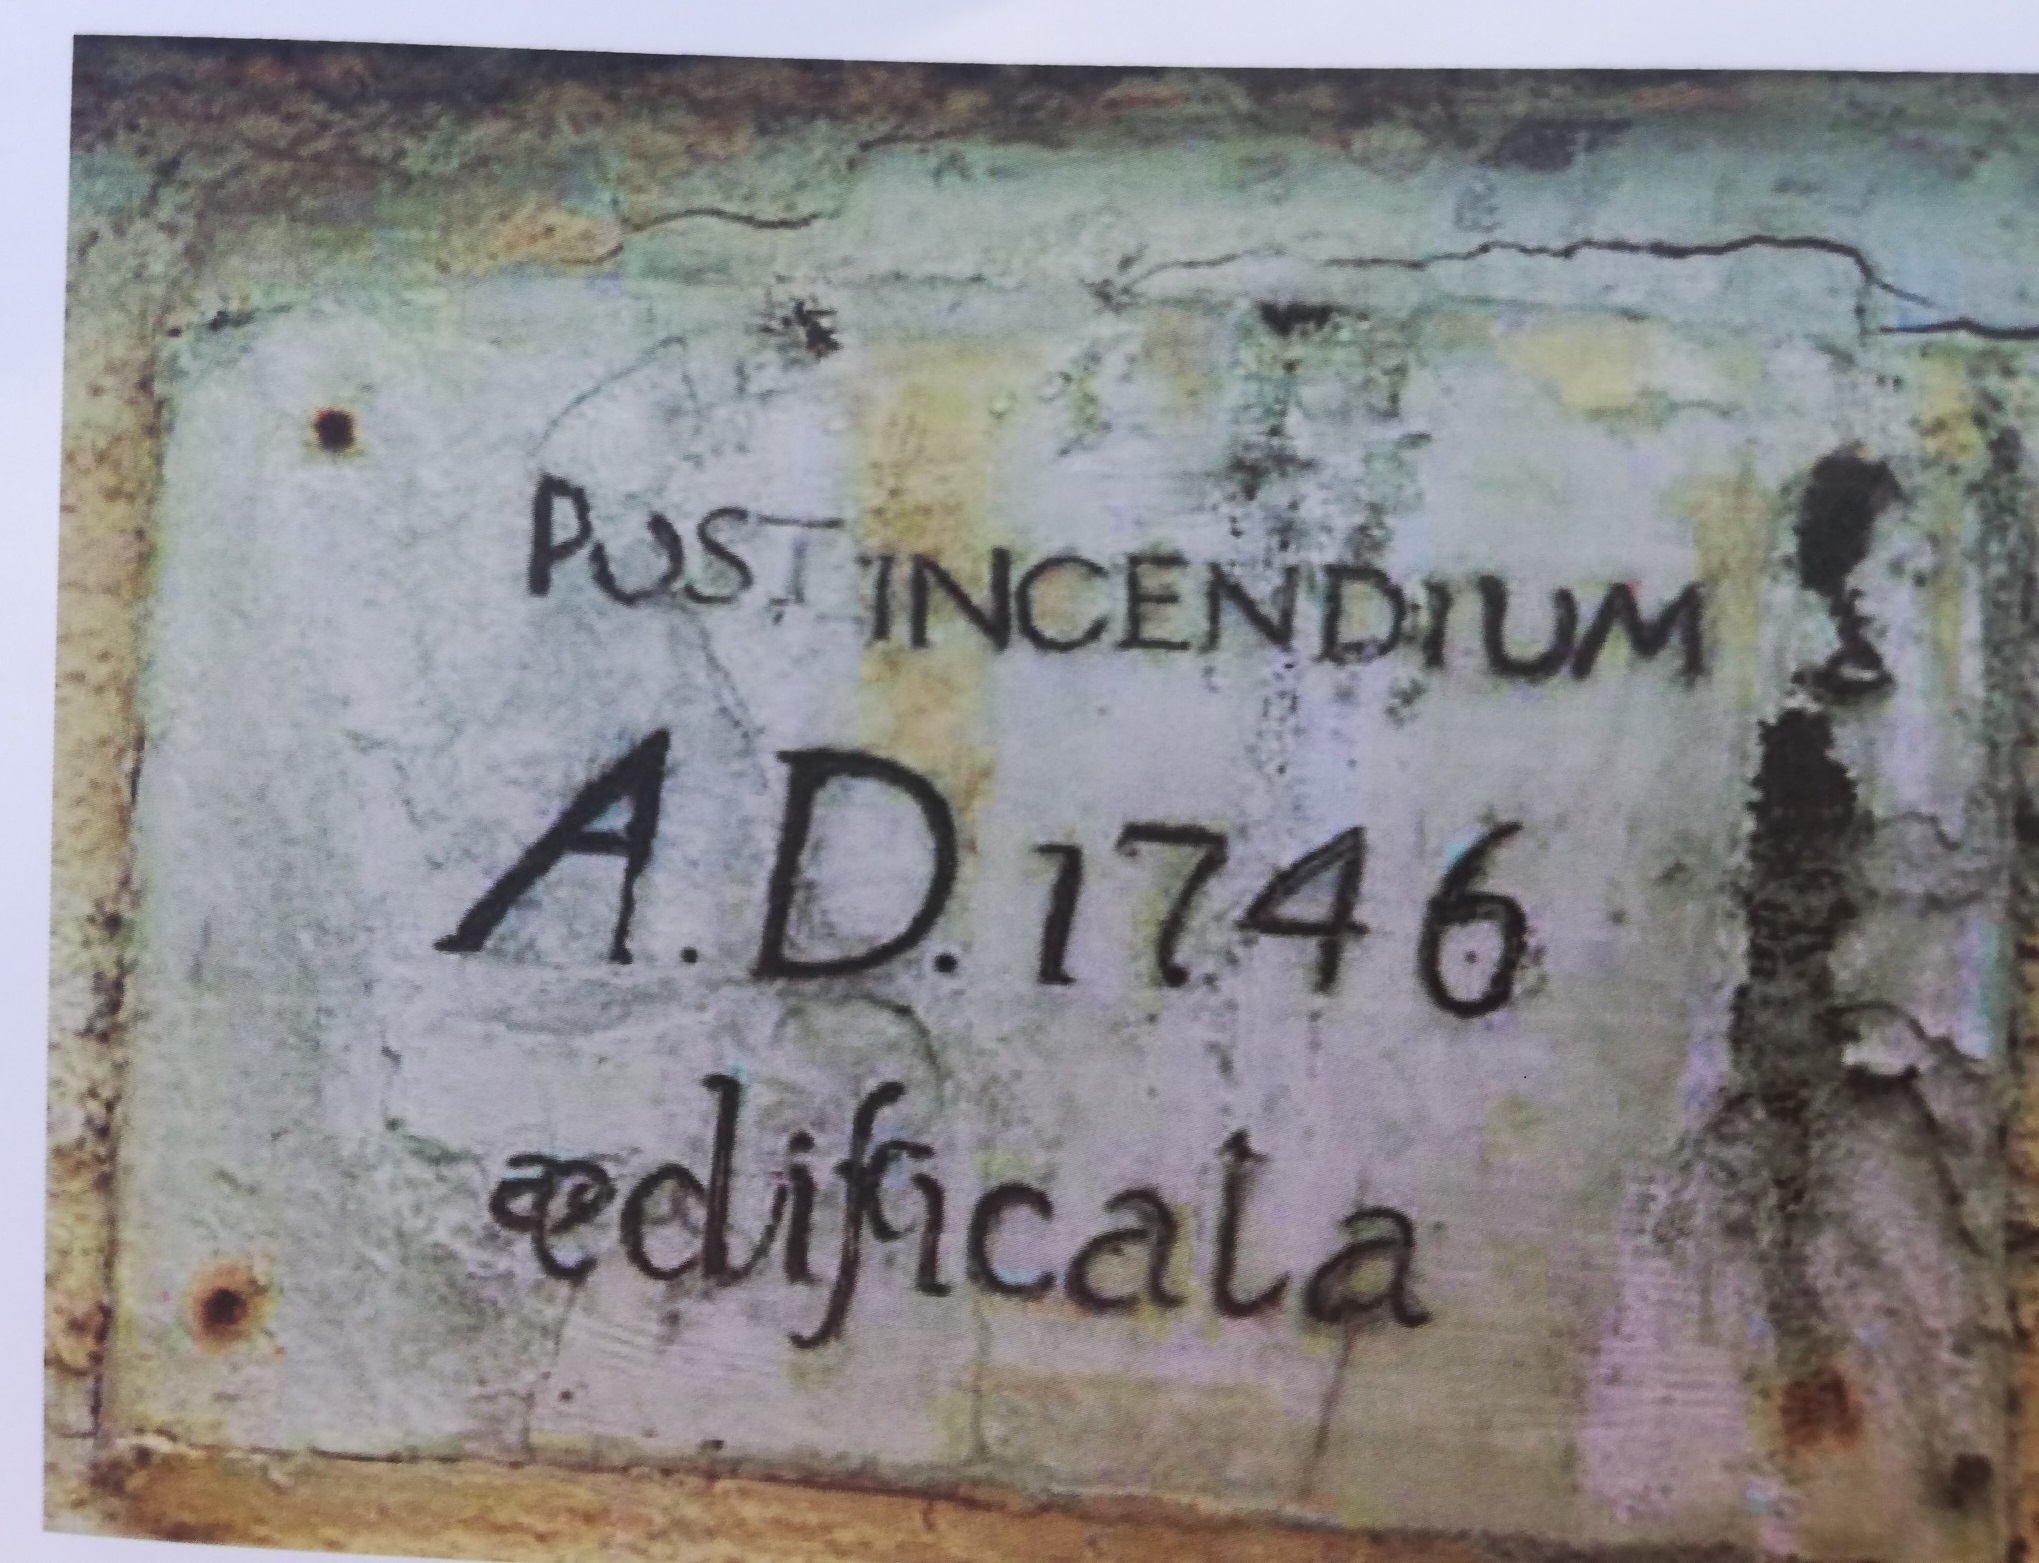 POST INCENDIUM
A.D. 1746
ædificata